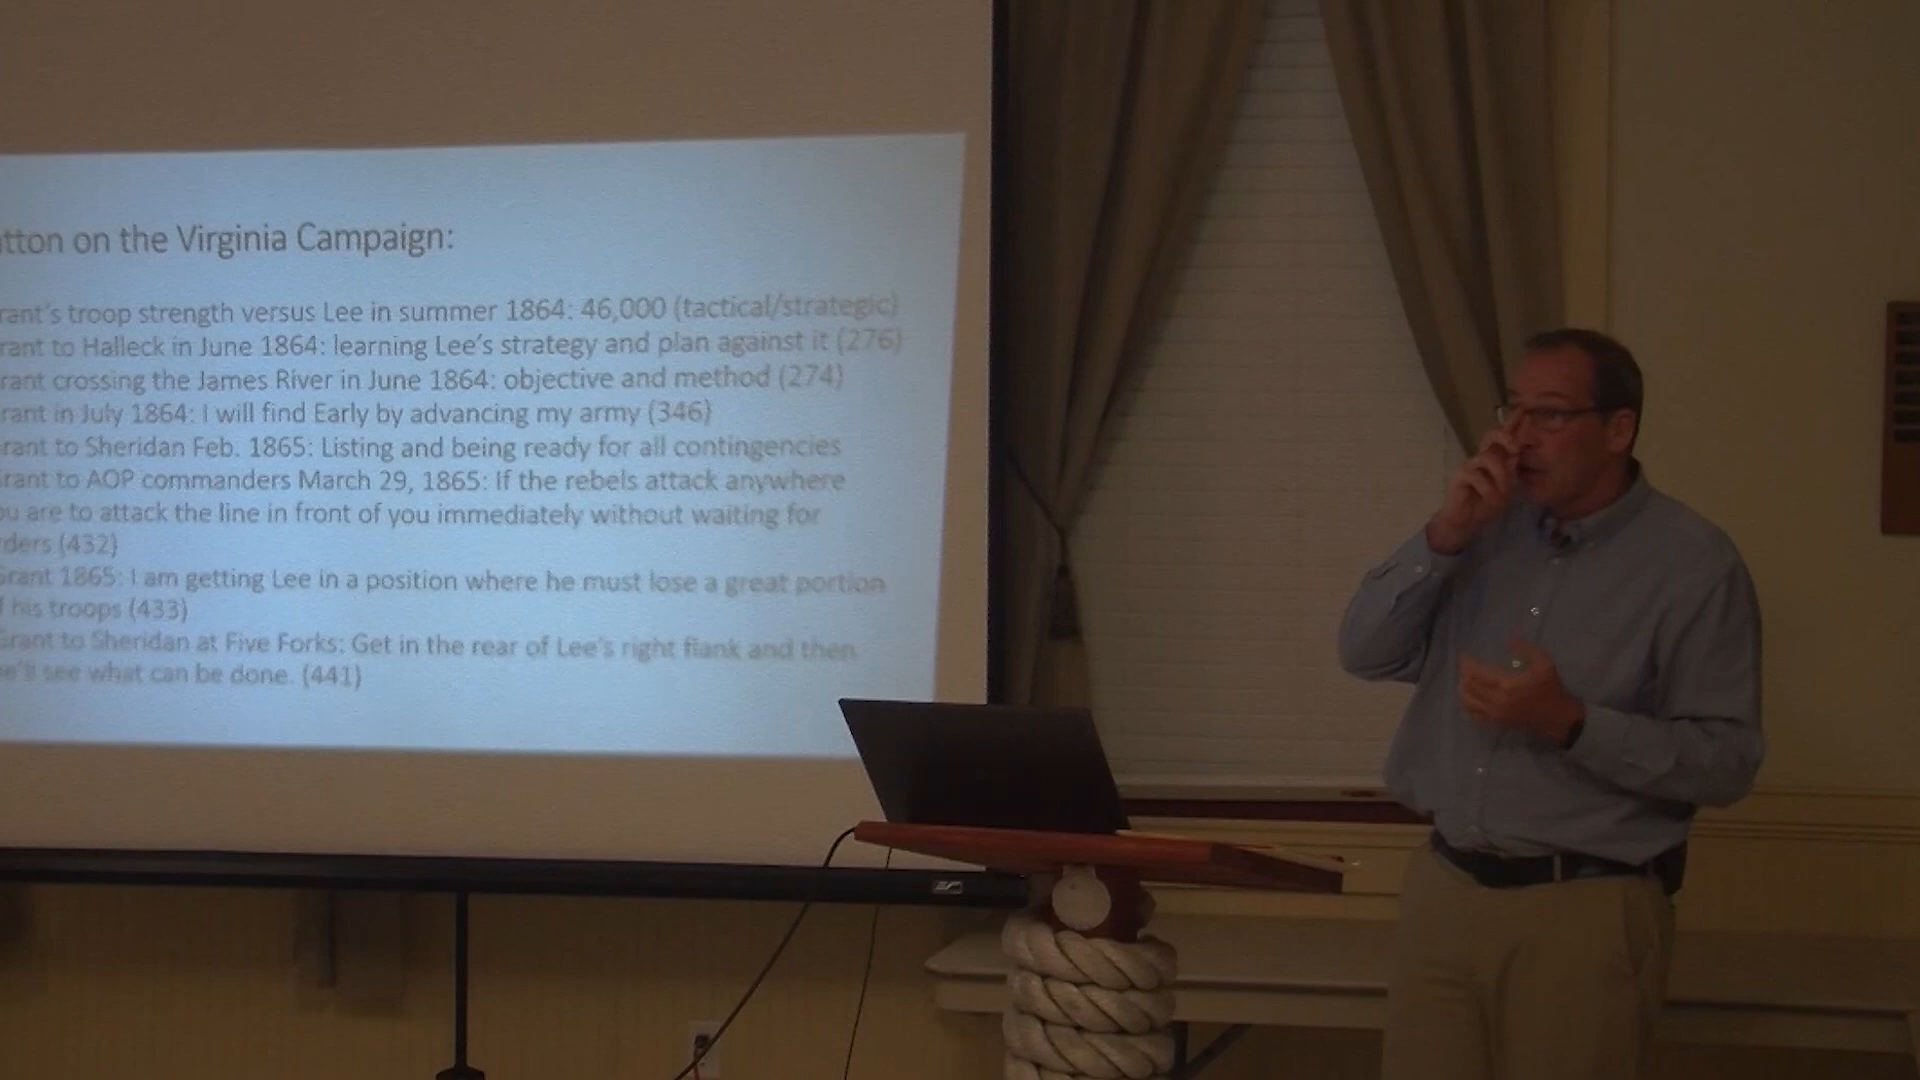 tton on the Virginia Campaign:
rant's troop strength versus Lee in summer 1864: 46,000 (tactical/strategic)
rant to Halleck in June 1864: learning Lee's strategy and plan against it (276)
rant crossing the James River in June 1864: objective and method (274)
rant in July 1864: I will find Early by advancing my army (346)
rant to Sheridan Feb. 1865: Listing and being ready for all contingencies
Grant to AOP commanders March 29, 1865: If the rebels attack anywhere
ou are to attack the line in front of you immediately without waiting for
ders (432)
Grant 1865: I am getting Lee in a position where he must lose a great portion
f his troops (433)
Grant to Sheridan at Five Forks: Get in the rear of Lee's right flank and then
e'll see what can be done. (441)